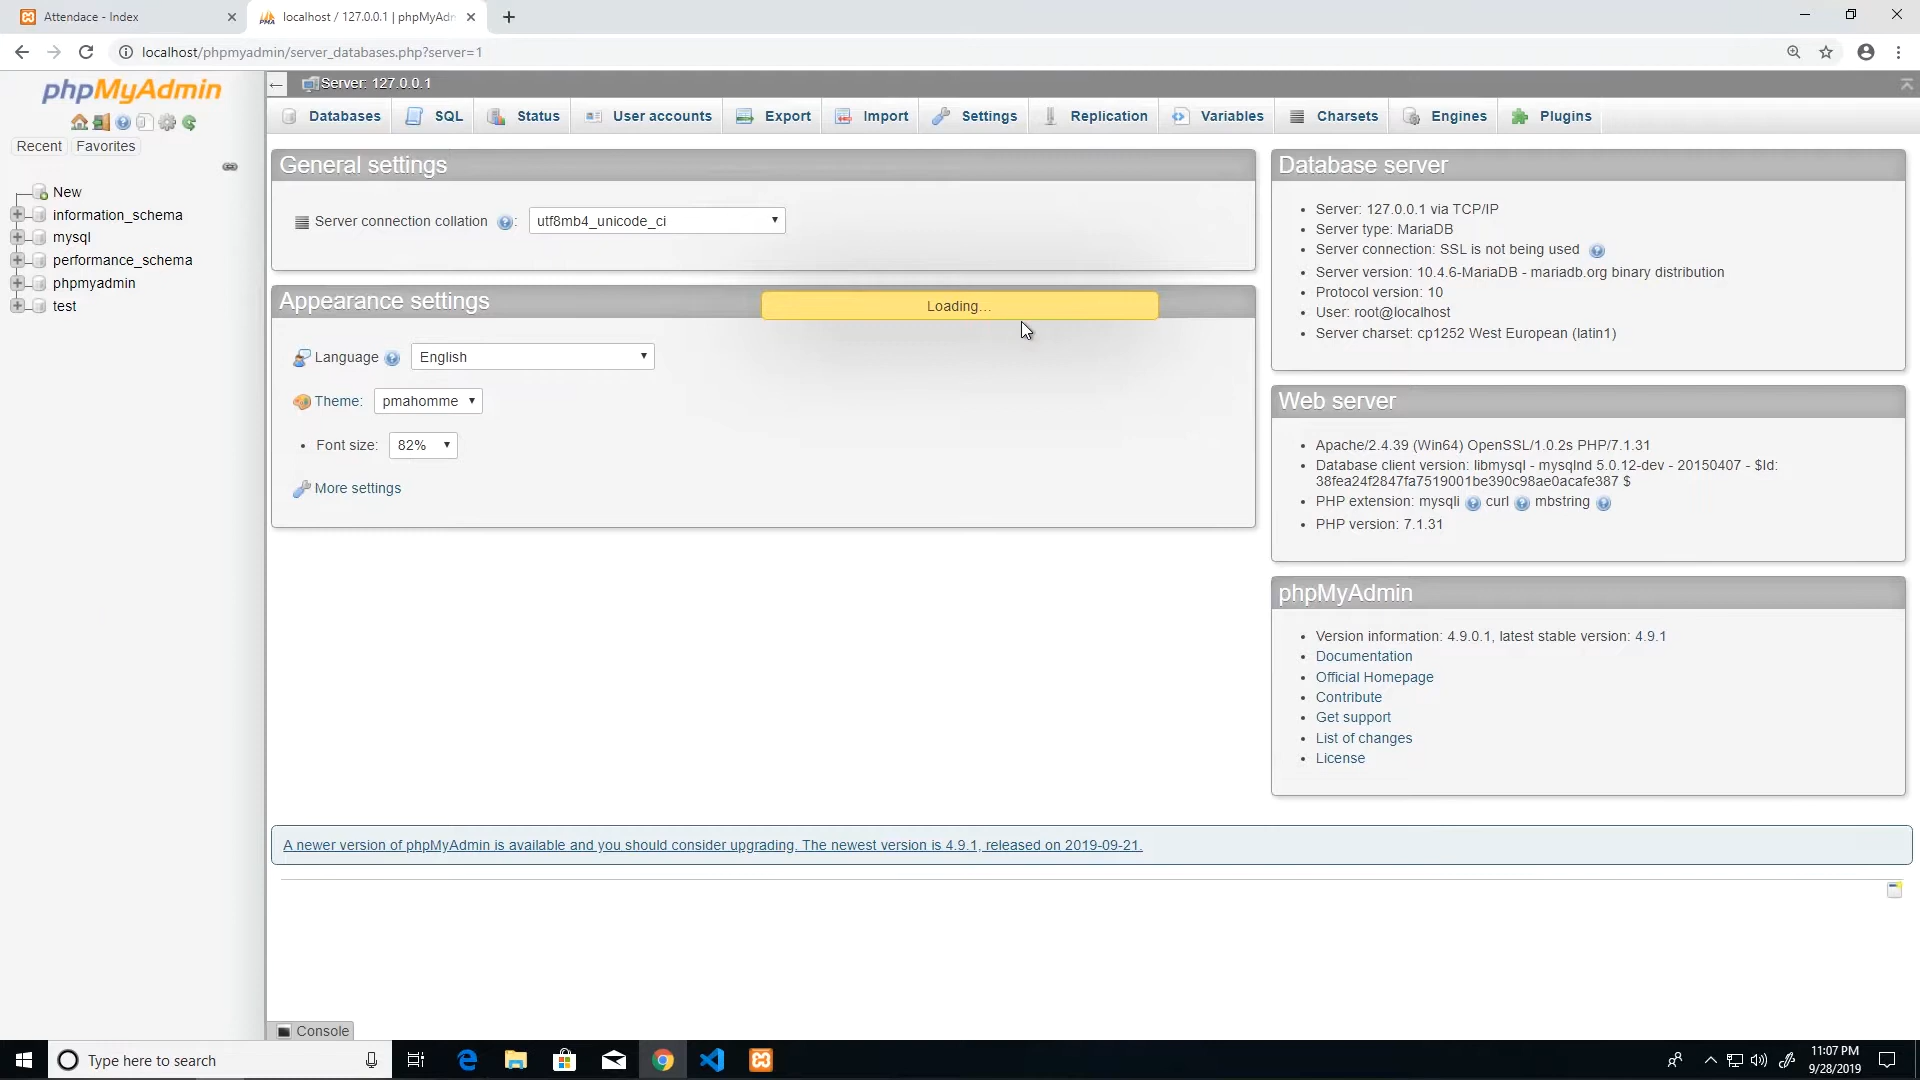 Attendace - Index
localhost / 127.0.0.1 | phpMyAdn
localhost/phpmyadmin/server_databases.php?server=1
phpMyAdmin
Recent
Favorites
New
information_schema
mysql
performance_schema
phpmyadmin
test
Server: 127.0.0.1
Databases
SQL
Status
User accounts
Export
Import
Settings
Replication
Variables
Charsets
Engines
Plugins
General settings
Server connection collation : utf8mb4_unicode_ci
Appearance settings
Loading…
Language English
Theme: pmahomme
• Font size: 82%
More settings
Database server
• Server: 127.0.0.1 via TCP/IP
• Server type: MariaDB
• Server connection: SSL is not being used
• Server version: 10.4.6-MariaDB - mariadb.org binary distribution
• Protocol version: 10
• User: root@localhost
• Server charset: cp1252 West European (latin1)
Web server
• Apache/2.4.39 (Win64) OpenSSL/1.0.2s PHP/7.1.31
• Database client version: libmysql - mysqlnd 5.0.12-dev - 20150407 - $Id:
38fea24f2847fa7519001be390c98ae0acafe387 $
• PHP extension: mysqli curl mbstring
• PHP version: 7.1.31
phpMyAdmin
• Version information: 4.9.0.1, latest stable version: 4.9.1
• Documentation
• Official Homepage
• Contribute
• Get support
• List of changes
• License
A newer version of phpMyAdmin is available and you should consider upgrading. The newest version is 4.9.1, released on 2019-09-21.
Console
Type here to search
11:07 PM
9/28/2019